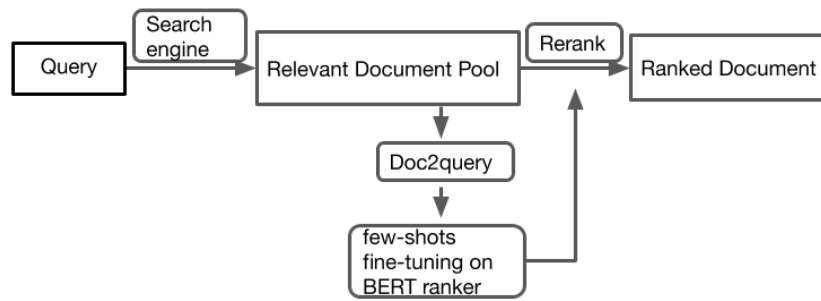 Search
engine
Query
Relevant Document Pool
Rerank
Ranked Document
Doc2query
few-shots
fine-tuning on
BERT ranker